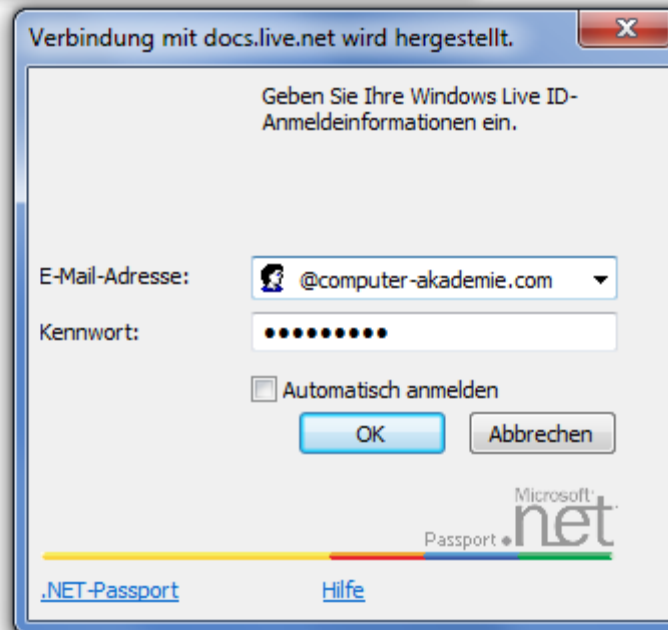 Verbindung mit docs.live.net wird hergestellt.
Geben Sie Ihre Windows Live ID-
Anmeldeinformationen ein.
E-Mail-Adresse: @computer-akademie.com
Kennwort: •••••••••
Automatisch anmelden
OK Abbrechen
Microsoft
Passport .net
.NET-Passport Hilfe